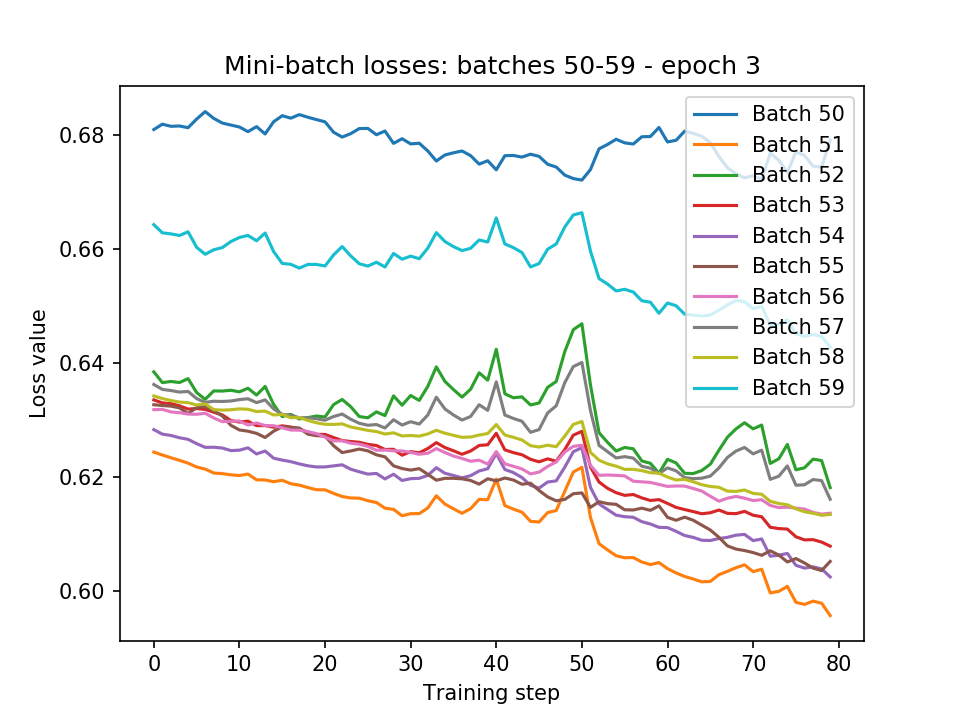 Mini-batch losses: batches 50-59 - epoch 3
Loss value
0.68
0.66
0.64
0.62
0.60
Batch 50
Batch 51
Batch 52
Batch 53
Batch 54
Batch 55
Batch 56
Batch 57
Batch 58
Batch 59
0 10 20 30 40 50 60 70 80
Training step